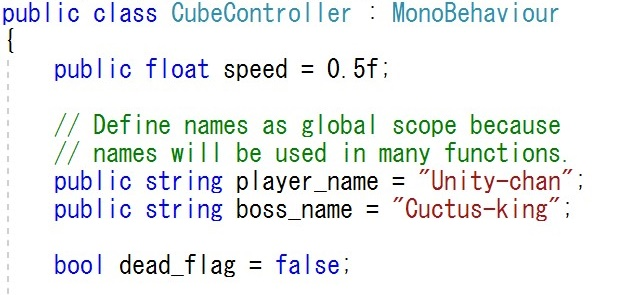 public class CubeController : MonoBehaviour
{
public float speed = 0.5f;
// Define names as global scope because
// names will be used in many functions.
public string player_name = "Unity-chan";
public string boss_name = "Cuctus-king";
bool dead_flag = false;